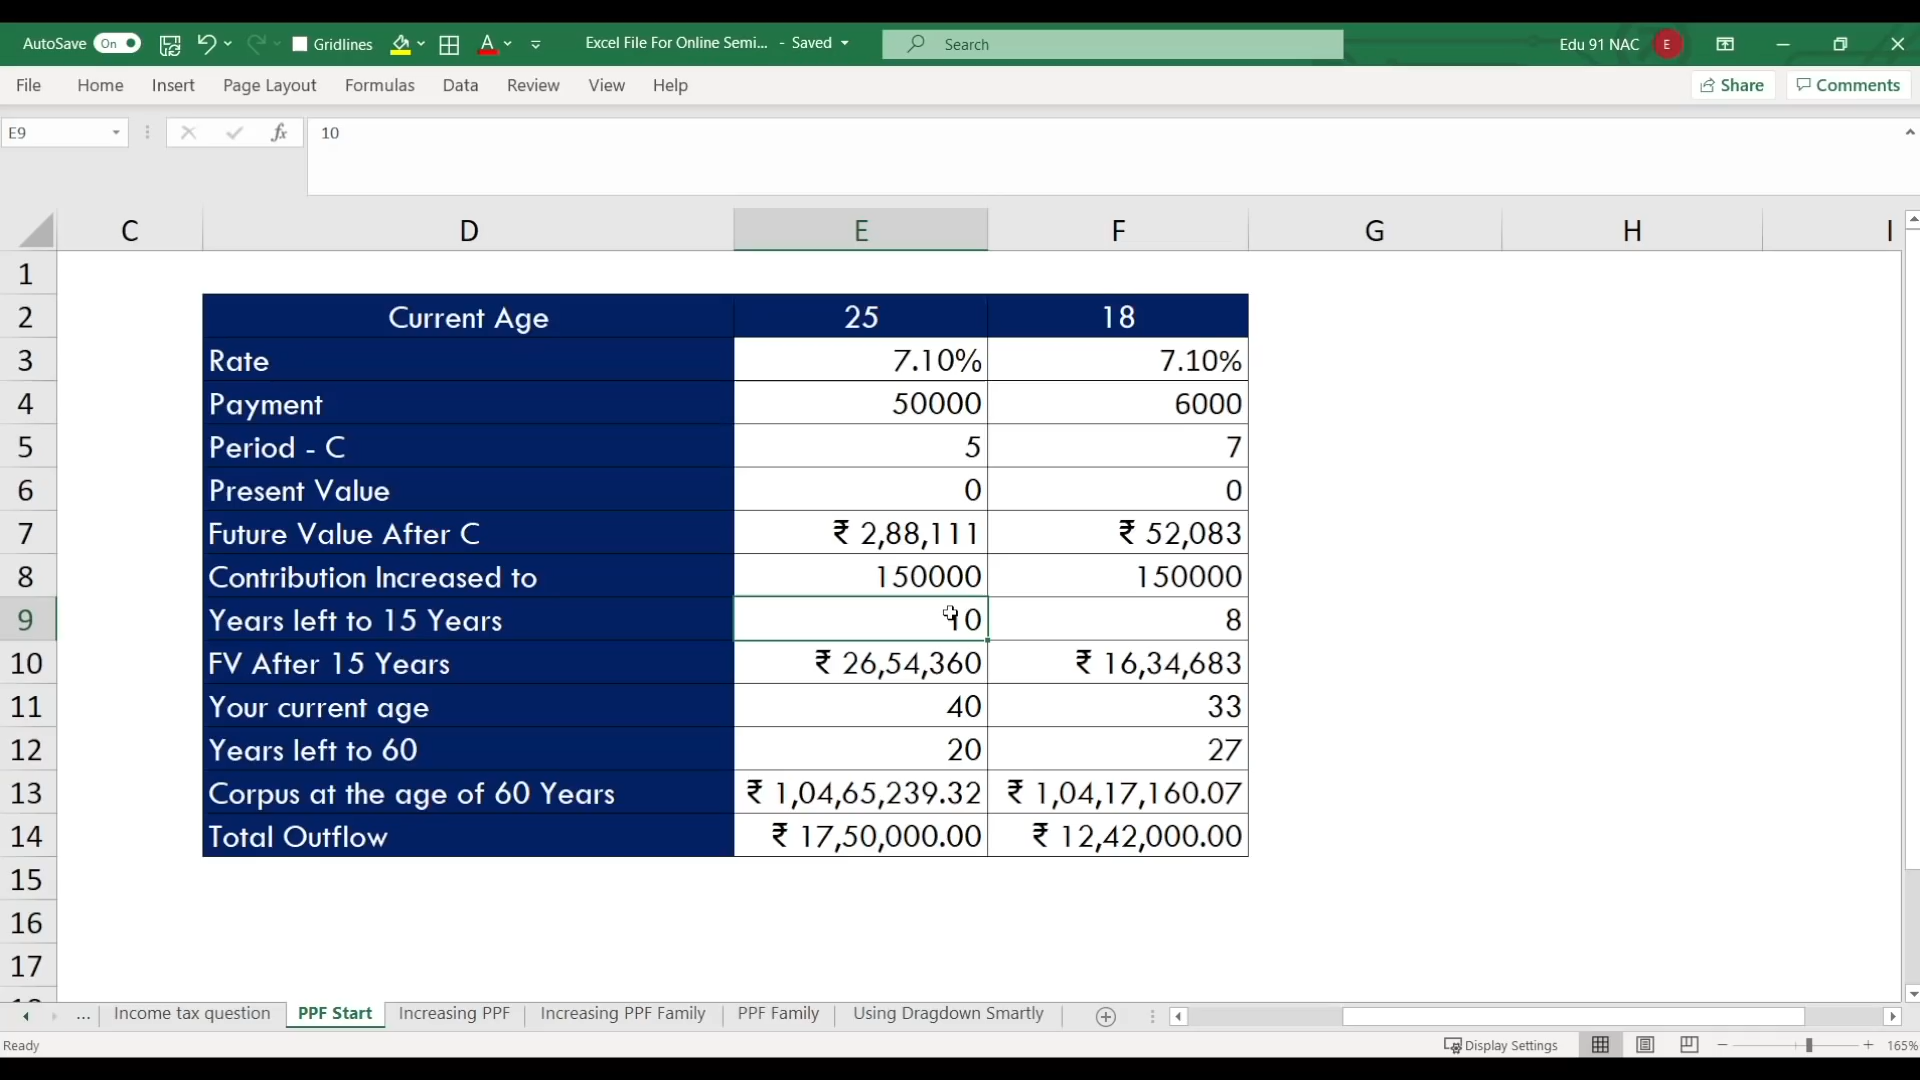 AutoSave On Gridlines A Excel File For Online Semi... - Saved Search Edu 91 NAC E
File Home Insert Page Layout Formulas Data Review View Help Share Comments
E9 fx 10
C D E F G H I
1
2 Current Age 25 18
3 Rate 7.10% 7.10%
4 Payment 50000 6000
5 Period - C 5 7
6 Present Value 0 0
7 Future Value After C ₹ 2,88,111 ₹ 52,083
8 Contribution Increased to 150000 150000
9 Years left to 15 Years 10 8
10 FV After 15 Years ₹ 26,54,360 ₹ 16,34,683
11 Your current age 40 33
12 Years left to 60 20 27
13 Corpus at the age of 60 Years ₹ 1,04,65,239.32 ₹ 1,04,17,160.07
14 Total Outflow ₹ 17,50,000.00 ₹ 12,42,000.00
15
16
17
... Income tax question PPF Start Increasing PPF Increasing PPF Family PPF Family Using Dragdown Smartly
Ready Display Settings 165%